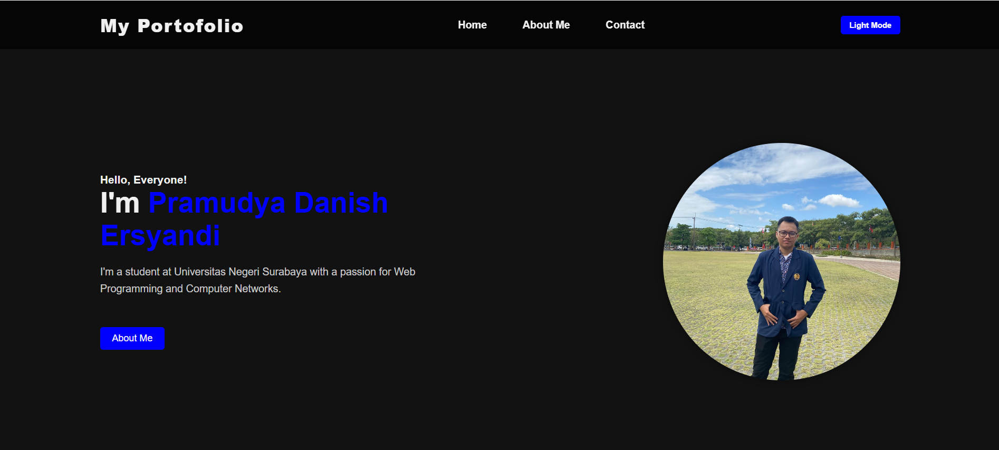 My Portofolio
Home
About Me
Contact
Light Mode
Hello, Everyone!
I'm Pramudya Danish
Ersyandi
I'm a student at Universitas Negeri Surabaya with a passion for Web
Programming and Computer Networks.
About Me